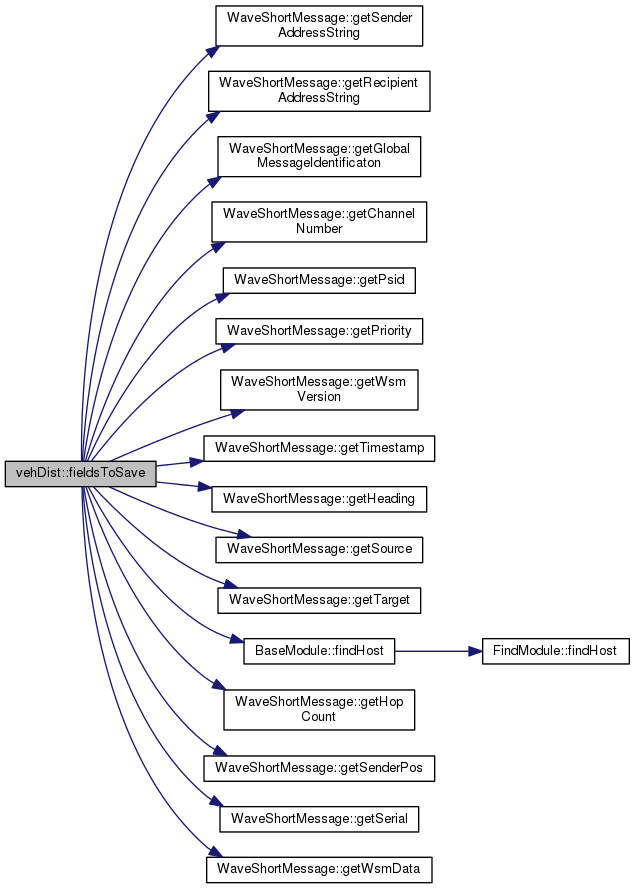 WaveShortMessage::getSender
AddressString
WaveShortMessage::getRecipient
AddressString
WaveShortMessage::getGlobal
MessageIdentificaton
WaveShortMessage::getChannel
Number
WaveShortMessage::getPsid
WaveShortMessage::getPriority
WaveShortMessage::getWsm
Version
WaveShortMessage::getTimestamp
vehDist::fieldsToSave
WaveShortMessage::getHeading
WaveShortMessage::getSource
WaveShortMessage::getTarget
BaseModule::findHost
FindModule::findHost
WaveShortMessage::getHop
Count
WaveShortMessage::getSenderPos
WaveShortMessage::getSerial
WaveShortMessage::getWsmData